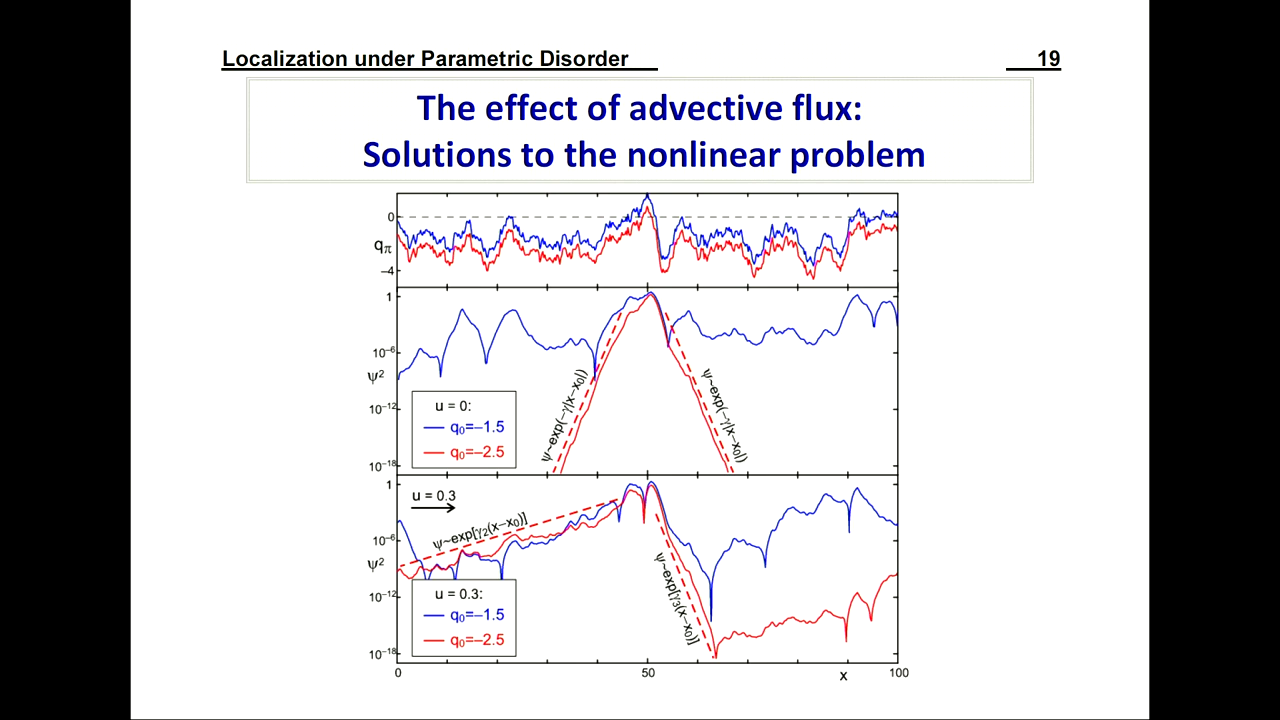 Localization under Parametric Disorder 19
The effect of advective flux:
Solutions to the nonlinear problem
0
qπ
−4
1
10⁻⁶
ψ²
10⁻¹²
10⁻¹⁸
u = 0:
q₀=−1.5
q₀=−2.5
ψ~exp(−γ|x−x₀|)
ψ~exp(−γ|x−x₀|)
1
u = 0.3
ψ~exp[γ₂(x−x₀)]
10⁻⁶
ψ²
10⁻¹²
10⁻¹⁸
u = 0.3:
q₀=−1.5
q₀=−2.5
ψ~exp[γ₃(x−x₀)]
0 50 x 100